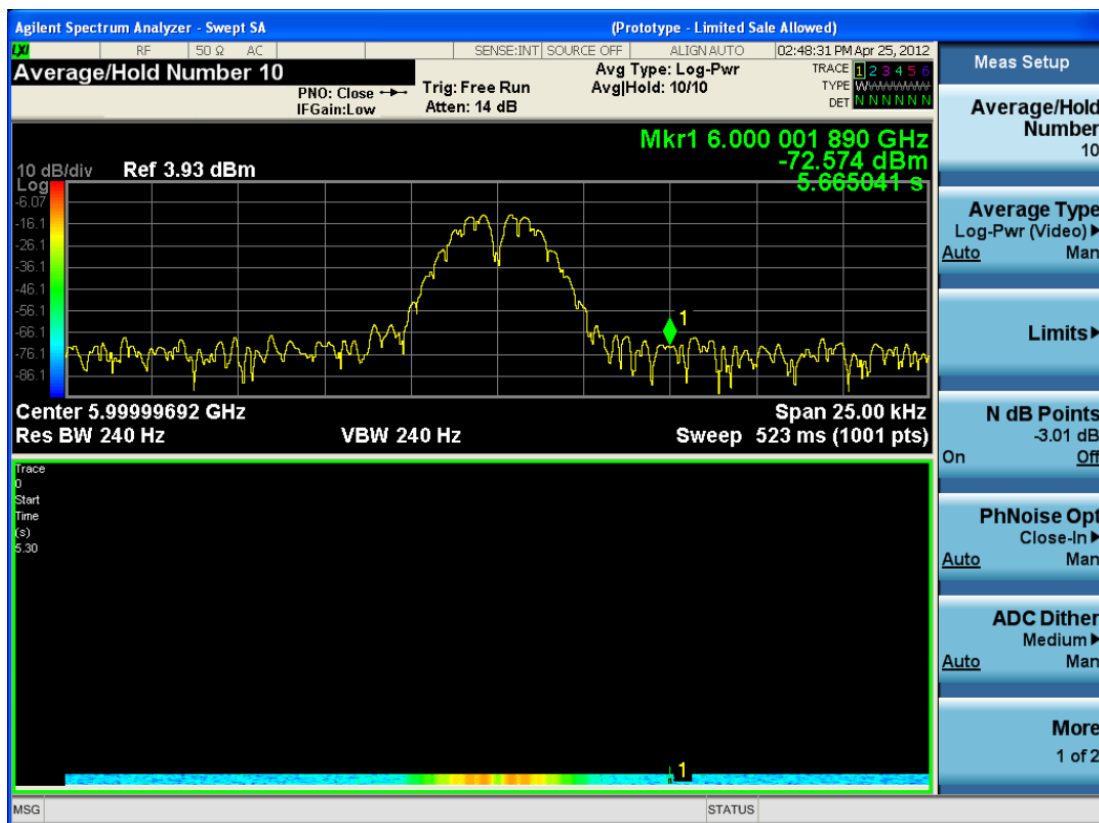 Agilent Spectrum Analyzer - Swept SA (Prototype - Limited Sale Allowed)
LXI RF 50 Ω AC SENSE:INT SOURCE OFF ALIGN AUTO 02:48:31 PM Apr 25, 2012
Average/Hold Number 10
PNO: Close
IFGain:Low
Trig: Free Run
Atten: 14 dB
Avg Type: Log-Pwr
Avg|Hold: 10/10
TRACE 1 2 3 4 5 6
TYPE W
DET N N N N N N
Mkr1 6.000 001 890 GHz
-72.574 dBm
5.665041 s
10 dB/div Ref 3.93 dBm
Log
-6.07
-16.1
-26.1
-36.1
-46.1
-56.1
-66.1
-76.1
-86.1
1
Center 5.99999692 GHz Span 25.00 kHz
Res BW 240 Hz VBW 240 Hz Sweep 523 ms (1001 pts)
Trace
0
Start
Time
(s)
5.30
1
MSG STATUS
Meas Setup
Average/Hold
Number
10
Average Type
Log-Pwr (Video)
Auto Man
Limits
N dB Points
-3.01 dB
On Off
PhNoise Opt
Close-In
Auto Man
ADC Dither
Medium
Auto Man
More
1 of 2